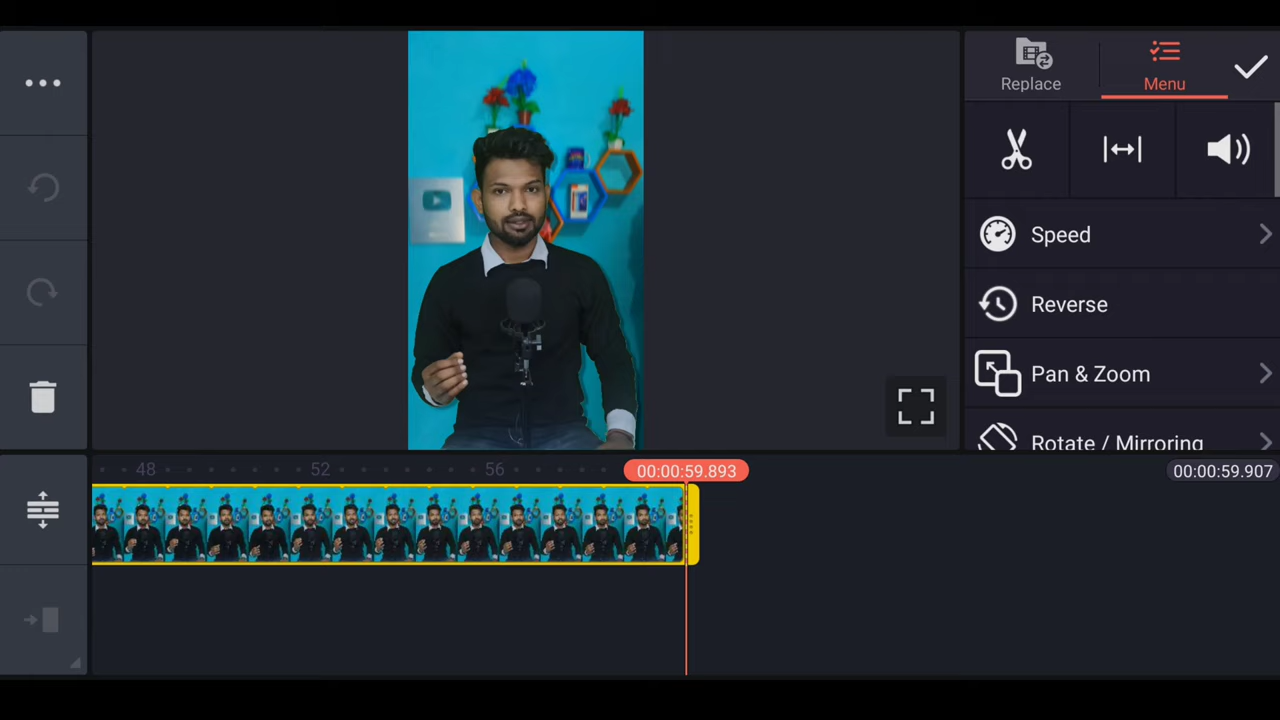 Replace
Menu
Speed
Reverse
Pan & Zoom
Rotate / Mirroring
48
52
56
00:00:59.893
00:00:59.907